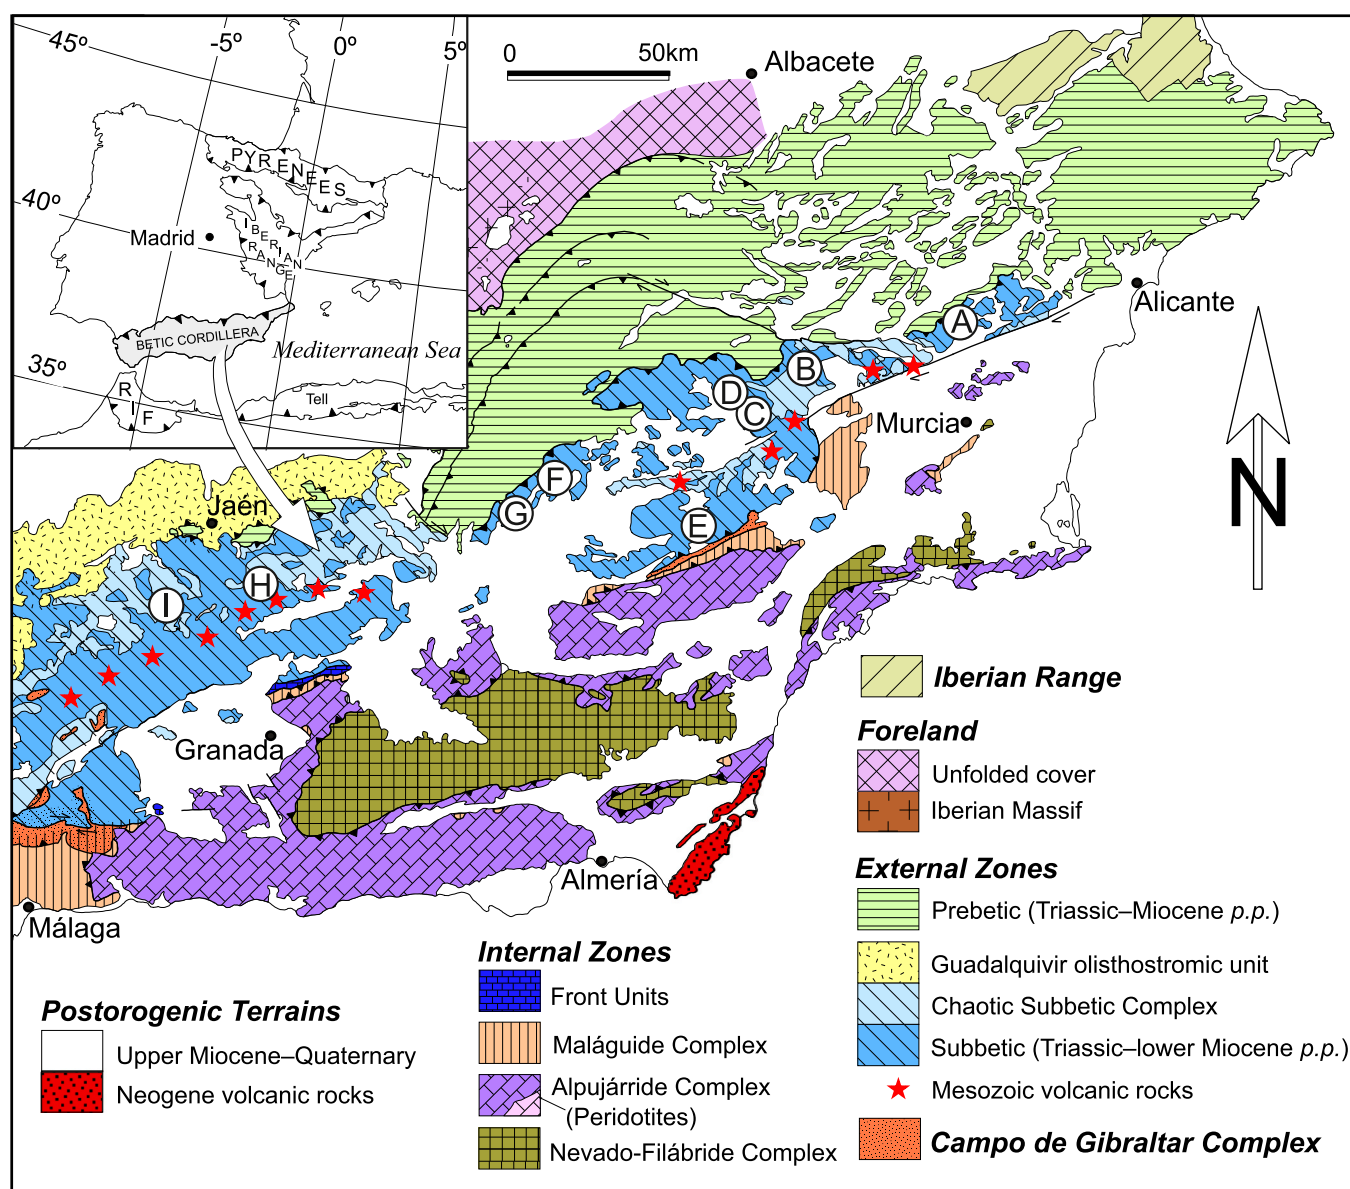 45º
-5º
0º
5º
PYRENEES
40º
Madrid
IBERIAN
RANGE
BETIC CORDILLERA
Mediterranean Sea
35º
RIF
Tell
0
50km
Albacete
Alicante
A
B
D
C
Murcia
F
G
E
Jaén
H
I
N
Granada
Almería
Málaga
Iberian Range
Foreland
Unfolded cover
Iberian Massif
External Zones
Prebetic (Triassic–Miocene p.p.)
Guadalquivir olisthostromic unit
Chaotic Subbetic Complex
Subbetic (Triassic–lower Miocene p.p.)
Mesozoic volcanic rocks
Campo de Gibraltar Complex
Internal Zones
Front Units
Maláguide Complex
Alpujárride Complex
(Peridotites)
Nevado-Filábride Complex
Postorogenic Terrains
Upper Miocene–Quaternary
Neogene volcanic rocks